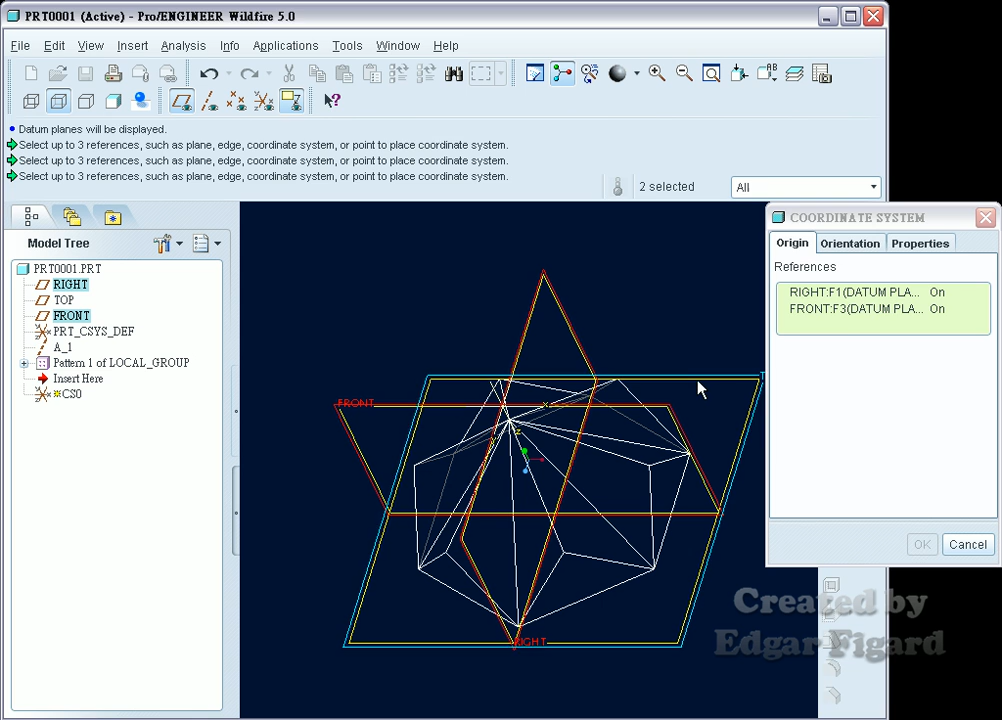 PRT0001 (Active) - Pro/ENGINEER Wildfire 5.0
File Edit View Insert Analysis Info Applications Tools Window Help
Datum planes will be displayed.
Select up to 3 references, such as plane, edge, coordinate system, or point to place coordinate system.
Select up to 3 references, such as plane, edge, coordinate system, or point to place coordinate system.
Select up to 3 references, such as plane, edge, coordinate system, or point to place coordinate system.
2 selected
All
Model Tree
PRT0001.PRT
RIGHT
TOP
FRONT
PRT_CSYS_DEF
A_1
Pattern 1 of LOCAL_GROUP
Insert Here
CS0
FRONT
X
Z
T
RIGHT
COORDINATE SYSTEM
Origin Orientation Properties
References
RIGHT:F1(DATUM PLA... On
FRONT:F3(DATUM PLA... On
OK Cancel
Created by
Edgar Figard